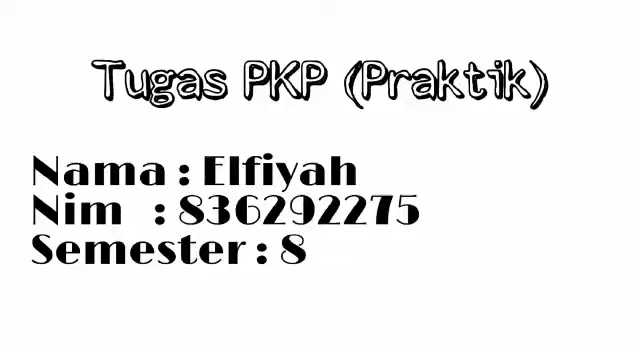 Tugas PKP (Praktik)
Nama : Elfiyah
Nim : 836292275
Semester : 8